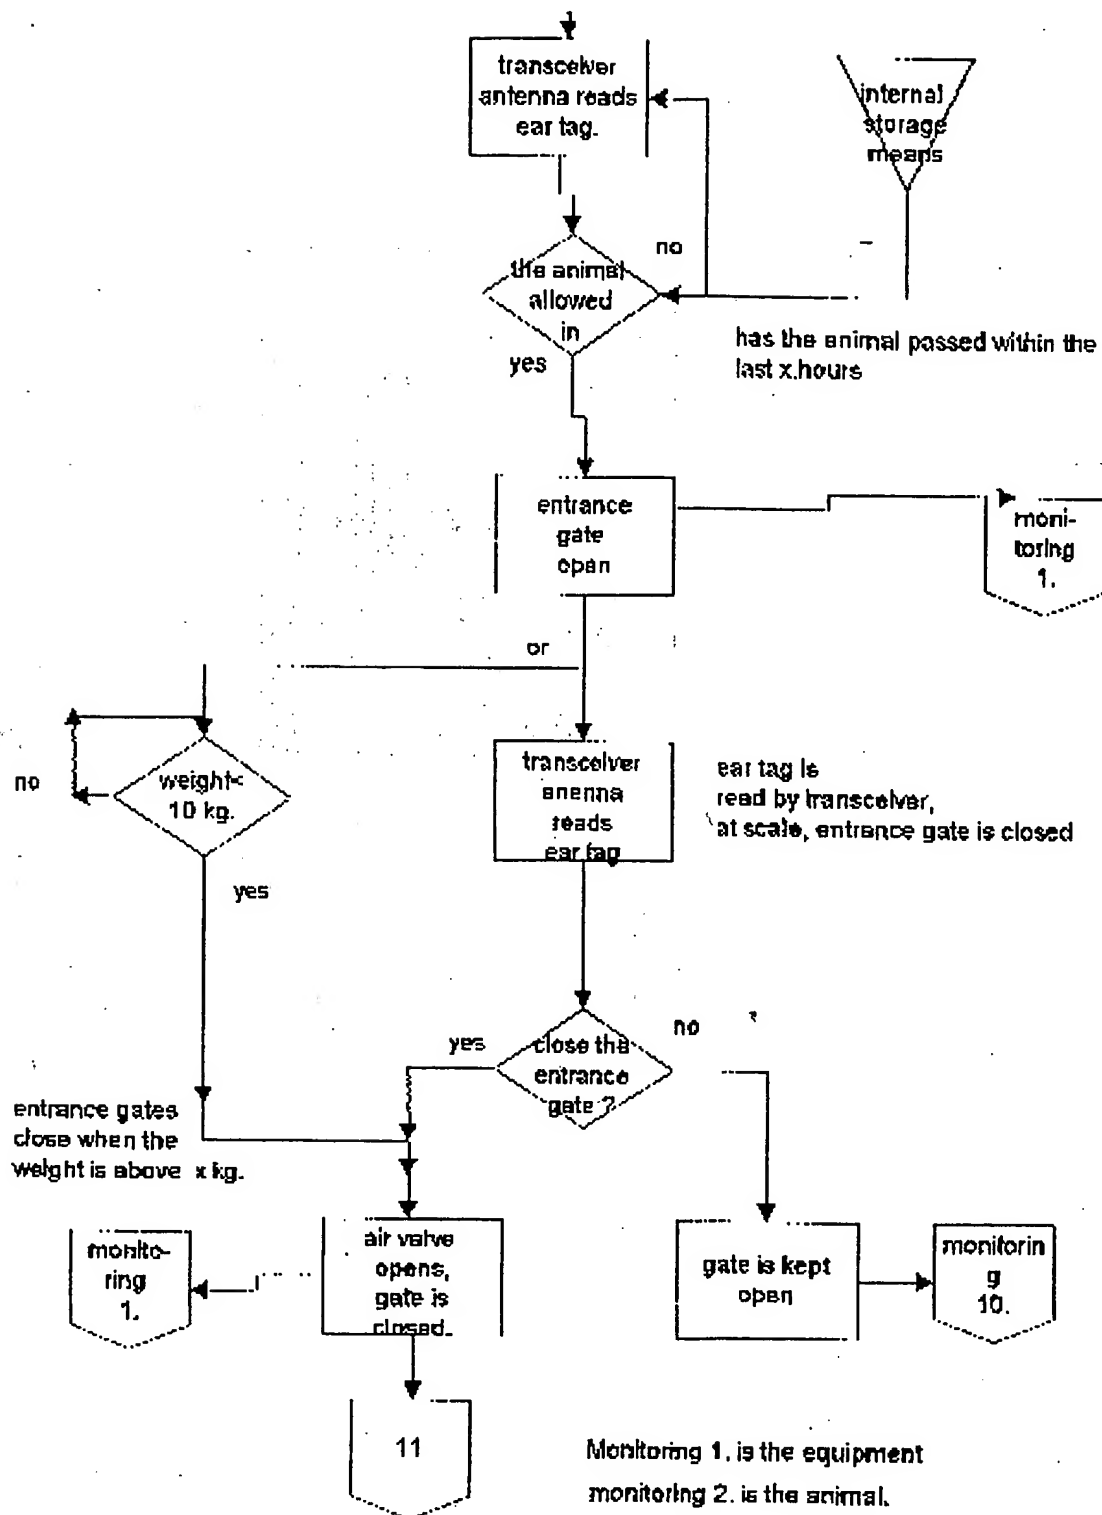 transceiver
antenna reads
ear tag.
internal
storage
means
no
the animal
allowed
in
yes
has the animal passed within the
last x.hours
entrance
gate
open
moni-
toring
1.
or
no
weight<
10 kg.
yes
transceiver
anenna
reads
ear tag
ear tag is
read by transceiver,
at scale, entrance gate is closed
yes
close the
entrance
gate ?
no
entrance gates
close when the
weight is above x kg.
monito-
ring
1.
air valve
opens,
gate is
closed.
gate is kept
open
monitorin
g
10.
11
Monitoring 1. is the equipment
monitoring 2. is the animal.